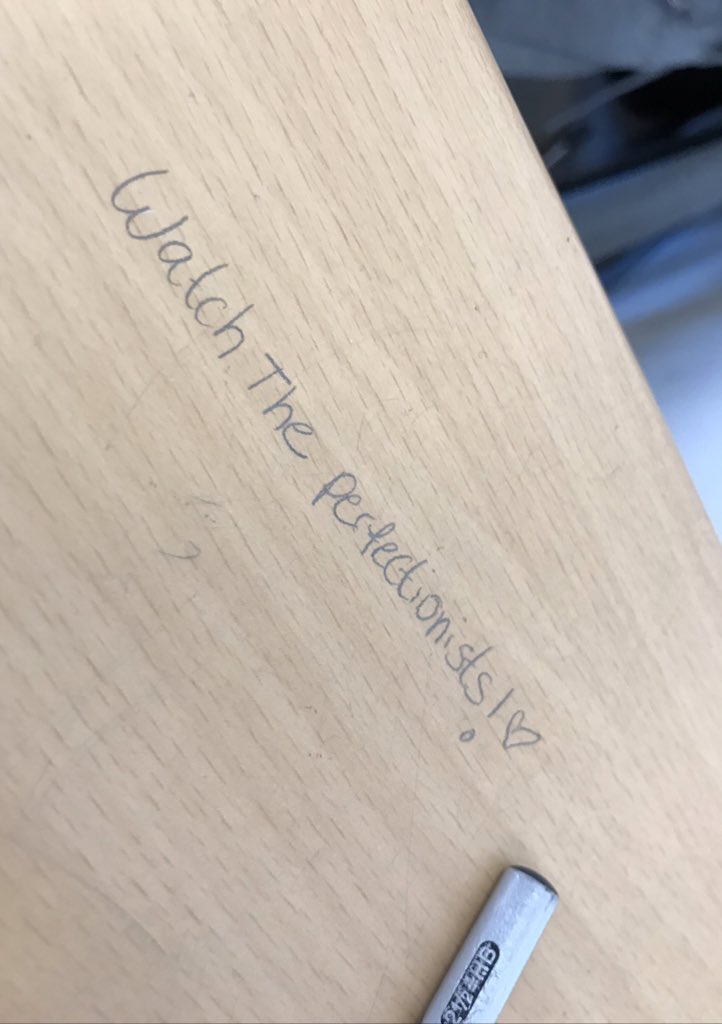 Watch The perfectionists! ♡